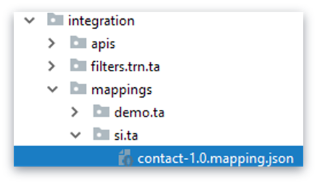 integration
apis
filters.trn.ta
mappings
demo.ta
si.ta
contact-1.0.mapping.json